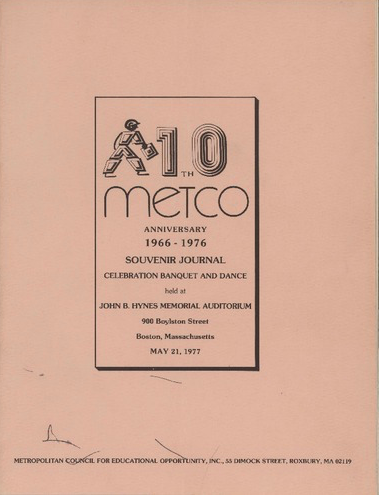 10
TH
METCO
ANNIVERSARY
1966 - 1976
SOUVENIR JOURNAL
CELEBRATION BANQUET AND DANCE
held at
JOHN B. HYNES MEMORIAL AUDITORIUM
900 Boylston Street
Boston, Massachusetts
MAY 21, 1977
METROPOLITAN COUNCIL FOR EDUCATIONAL OPPORTUNITY, INC., 55 DIMOCK STREET, ROXBURY, MA 02119